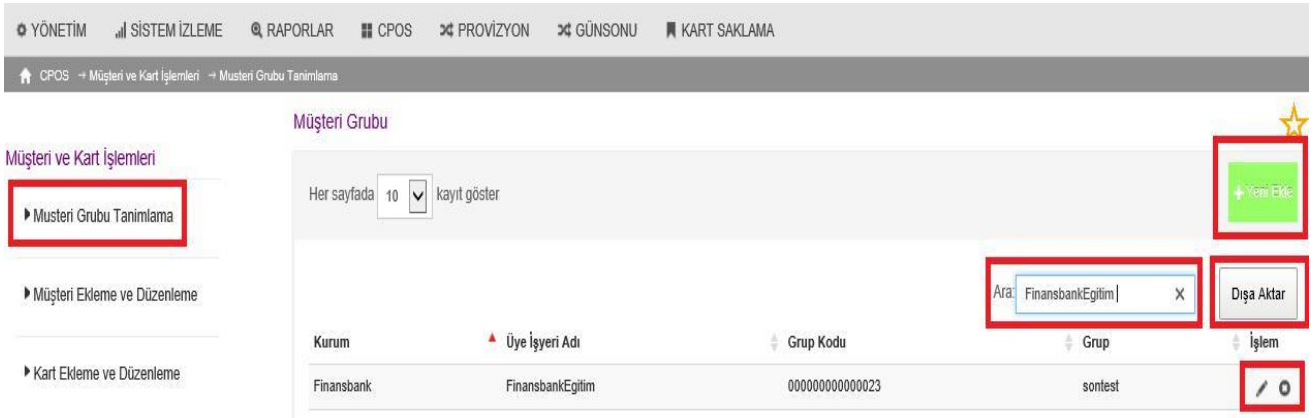 YÖNETİM SİSTEM İZLEME RAPORLAR CPOS PROVİZYON GÜNSONU KART SAKLAMA
CPOS → Müşteri ve Kart İşlemleri → Musteri Grubu Tanimlama
Müşteri Grubu
Müşteri ve Kart İşlemleri
Her sayfada 10 kayıt göster
+ Yeni Ekle
Musteri Grubu Tanimlama
Müşteri Ekleme ve Düzenleme
Kart Ekleme ve Düzenleme
Ara: FinansbankEgitim X
Dışa Aktar
Kurum Üye İşyeri Adı Grup Kodu Grup İşlem
Finansbank FinansbankEgitim 000000000000023 sontest